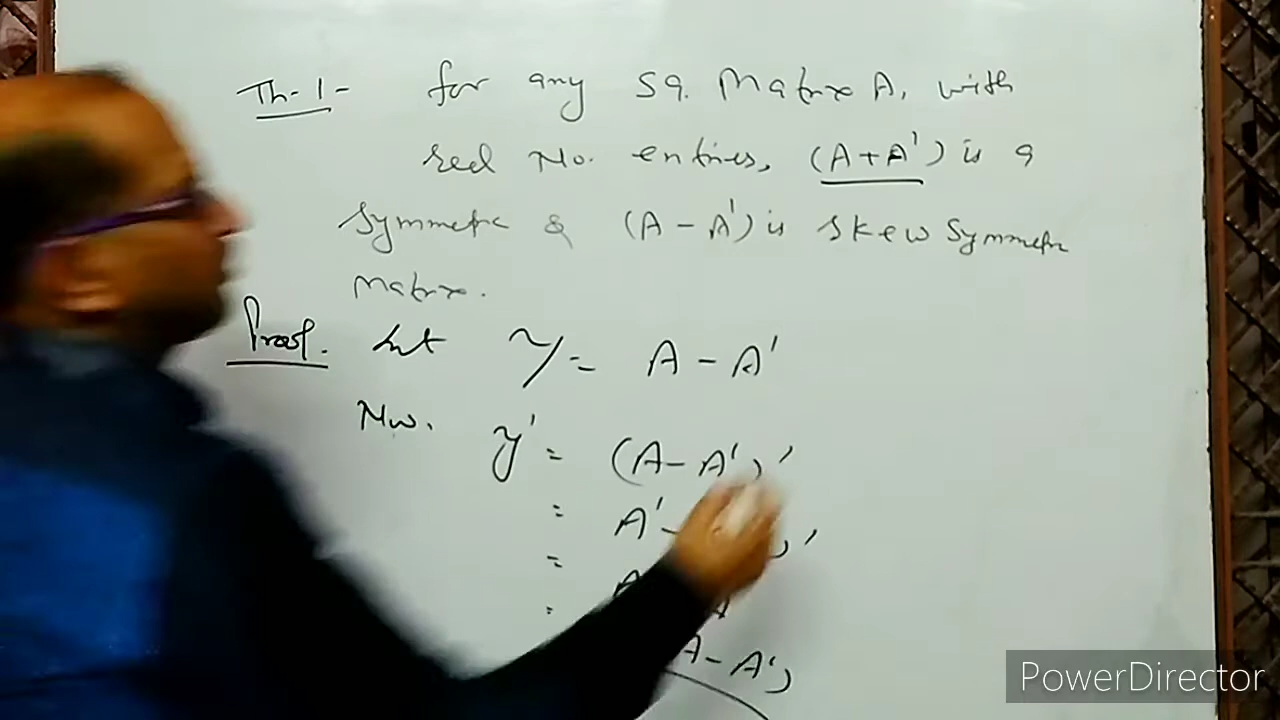 Th-1- for any Sq. Matrix A, with
real No. entries, (A+A') is a
Symmetric & (A - A') is Skew Symmetric
Matrix.
Proof. Let Y = A - A'
Now. Y' = (A - A')'
= A' -
=
=
A - A')
PowerDirector